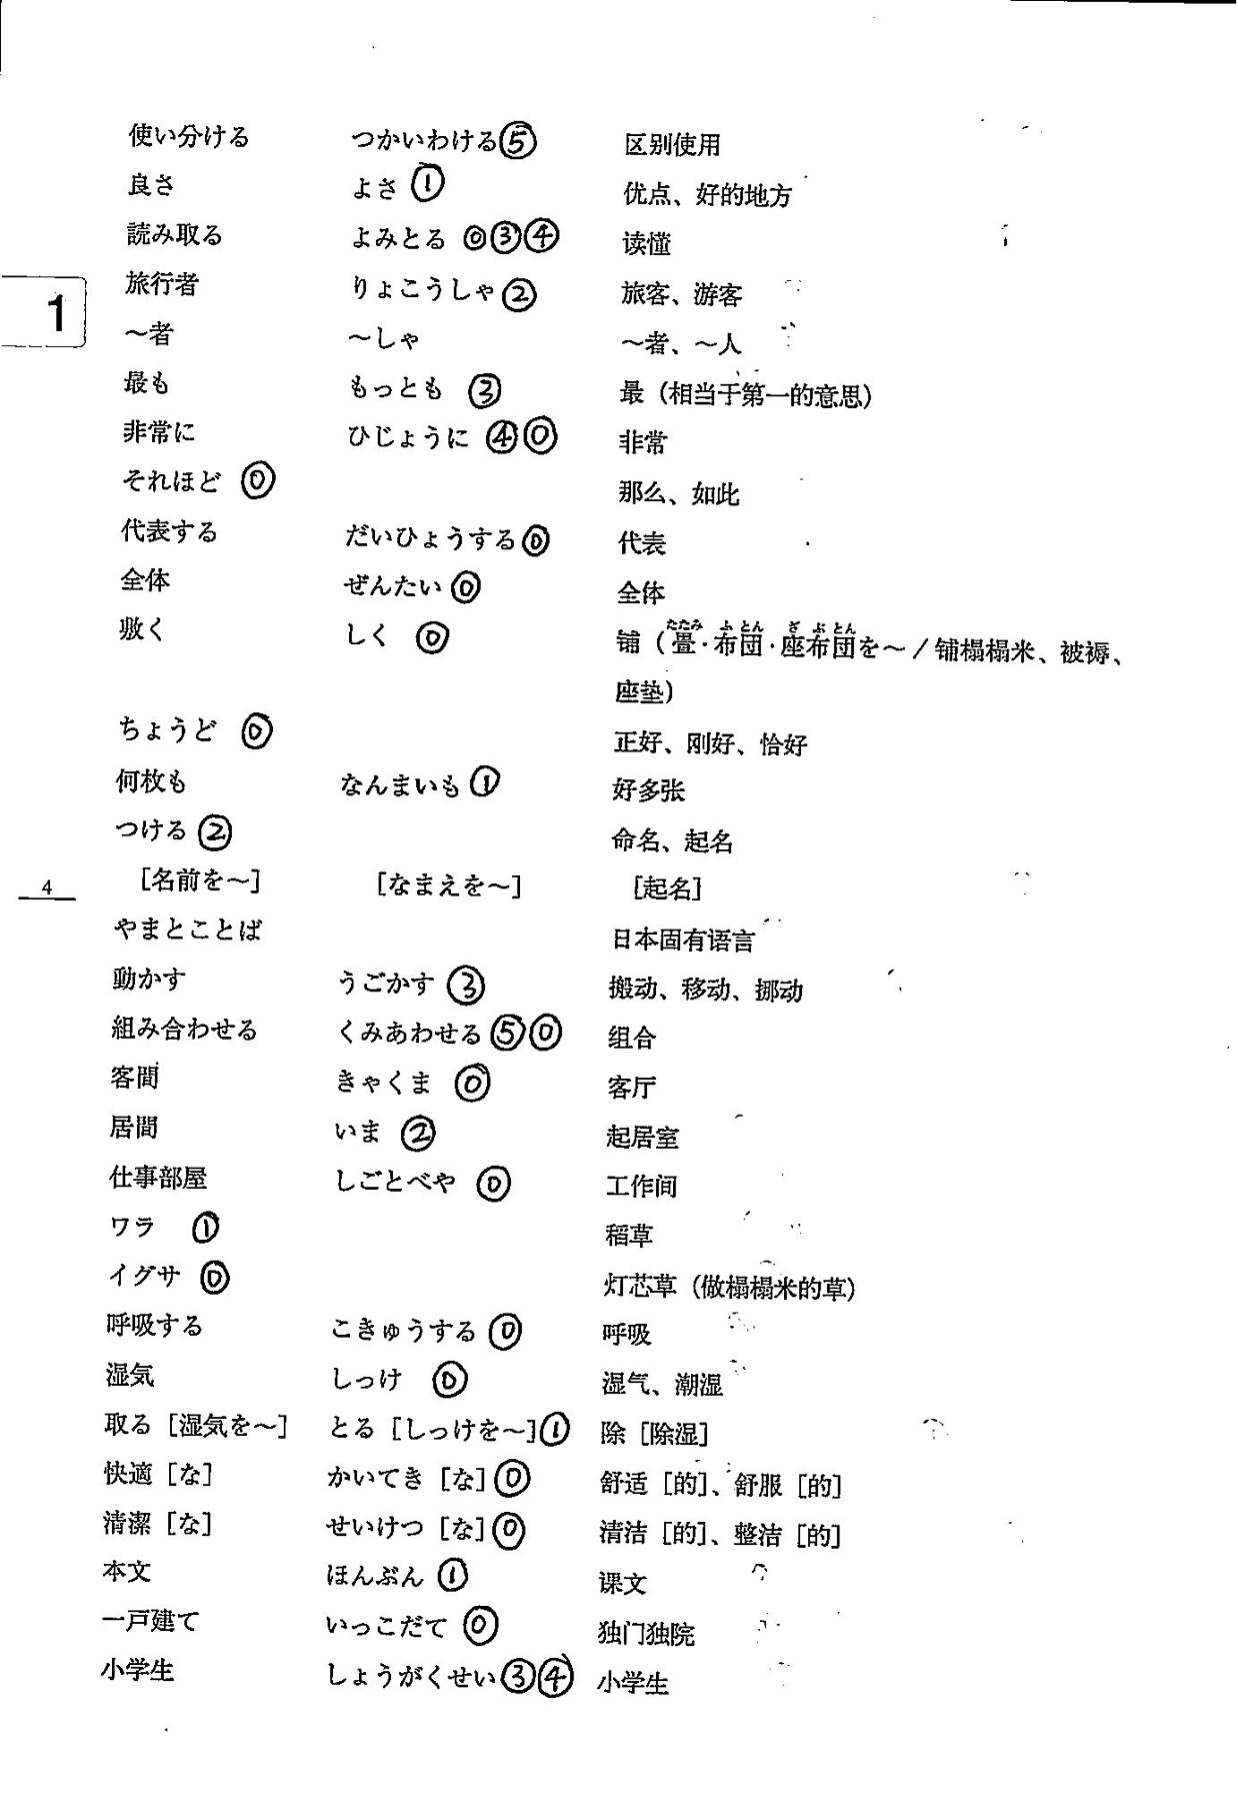 使い分ける つかいわける⑤ 区别使用
良さ よさ ① 优点、好的地方
読み取る よみとる ⓪③④ 读懂
旅行者 りょこうしゃ② 旅客、游客
1
～者 ～しゃ ～者、～人
最も もっとも ③ 最（相当于第一的意思）
非常に ひじょうに ④⓪ 非常
それほど ⓪ 那么、如此
代表する だいひょうする⓪ 代表
全体 ぜんたい⓪ 全体
敷く しく ⓪ 铺（畳・布団・座布団を～／铺榻榻米、被褥、
たたみ ふとん ざぶとん
座垫）
ちょうど ⓪ 正好、刚好、恰好
何枚も なんまいも① 好多张
つける② 命名、起名
4 ［名前を～］ ［なまえを～］ ［起名］
やまとことば 日本固有语言
動かす うごかす③ 搬动、移动、挪动
組み合わせる くみあわせる⑤⓪ 组合
客間 きゃくま ⓪ 客厅
居間 いま ② 起居室
仕事部屋 しごとべや ⓪ 工作间
ワラ ① 稻草
イグサ ⓪ 灯芯草（做榻榻米的草）
呼吸する こきゅうする⓪ 呼吸
湿気 しっけ ⓪ 湿气、潮湿
取る［湿気を～］ とる［しっけを～］① 除［除湿］
快適［な］ かいてき［な］⓪ 舒适［的］、舒服［的］
清潔［な］ せいけつ［な］⓪ 清洁［的］、整洁［的］
本文 ほんぶん① 课文
一戸建て いっこだて⓪ 独门独院
小学生 しょうがくせい③④ 小学生